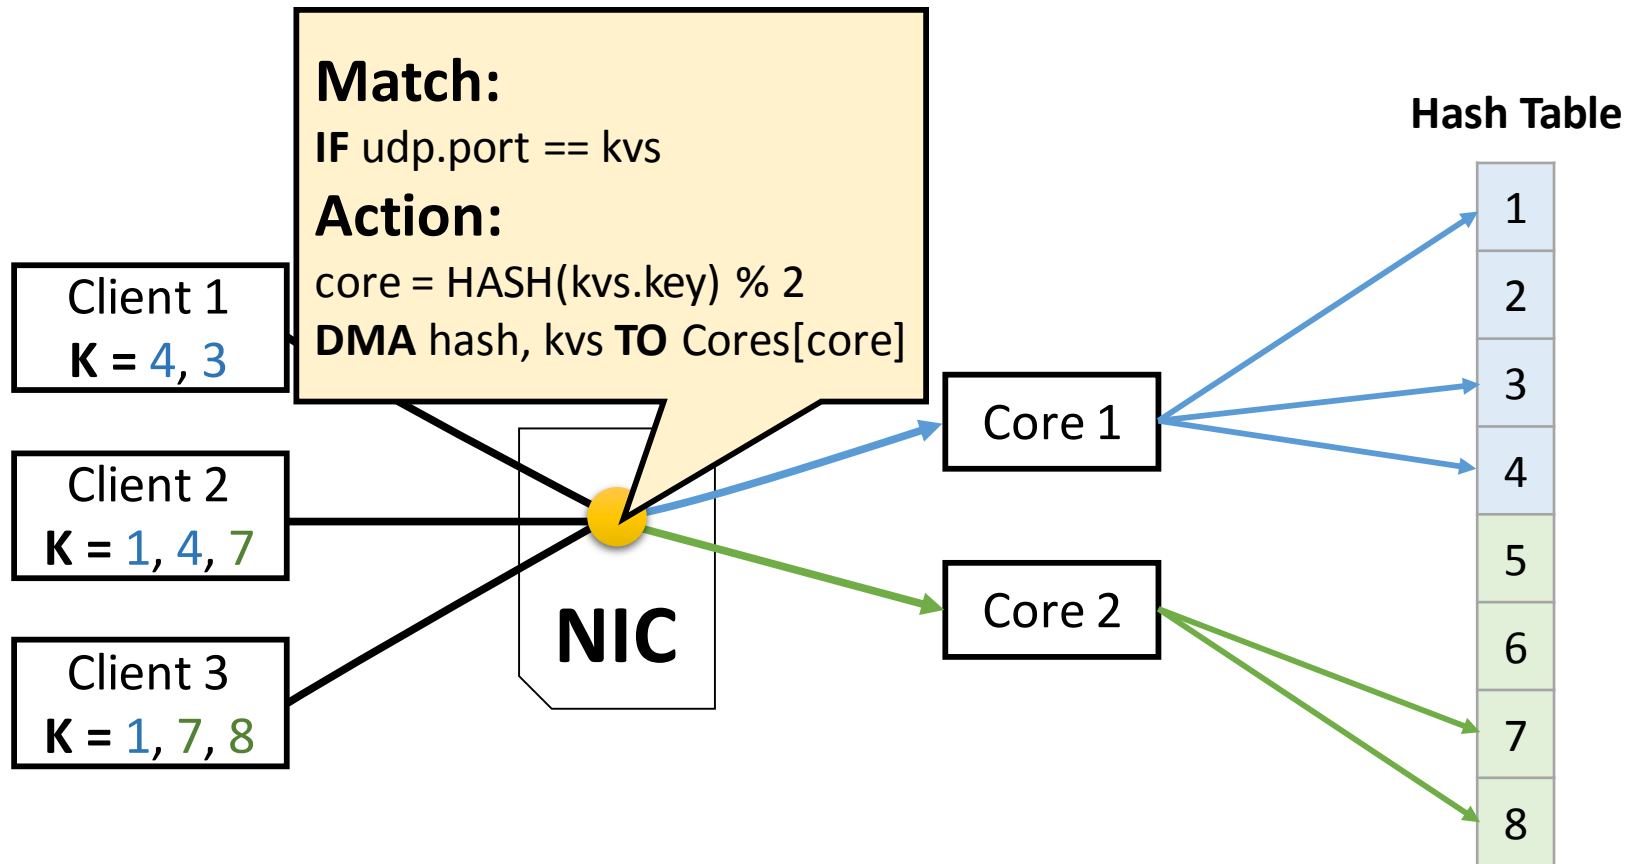 Match:
IF udp.port == kvs
Action:
core = HASH(kvs.key) % 2
DMA hash, kvs TO Cores[core]
Client 1
K = 4, 3
Client 2
K = 1, 4, 7
Client 3
K = 1, 7, 8
NIC
Core 1
Core 2
Hash Table
1
2
3
4
5
6
7
8